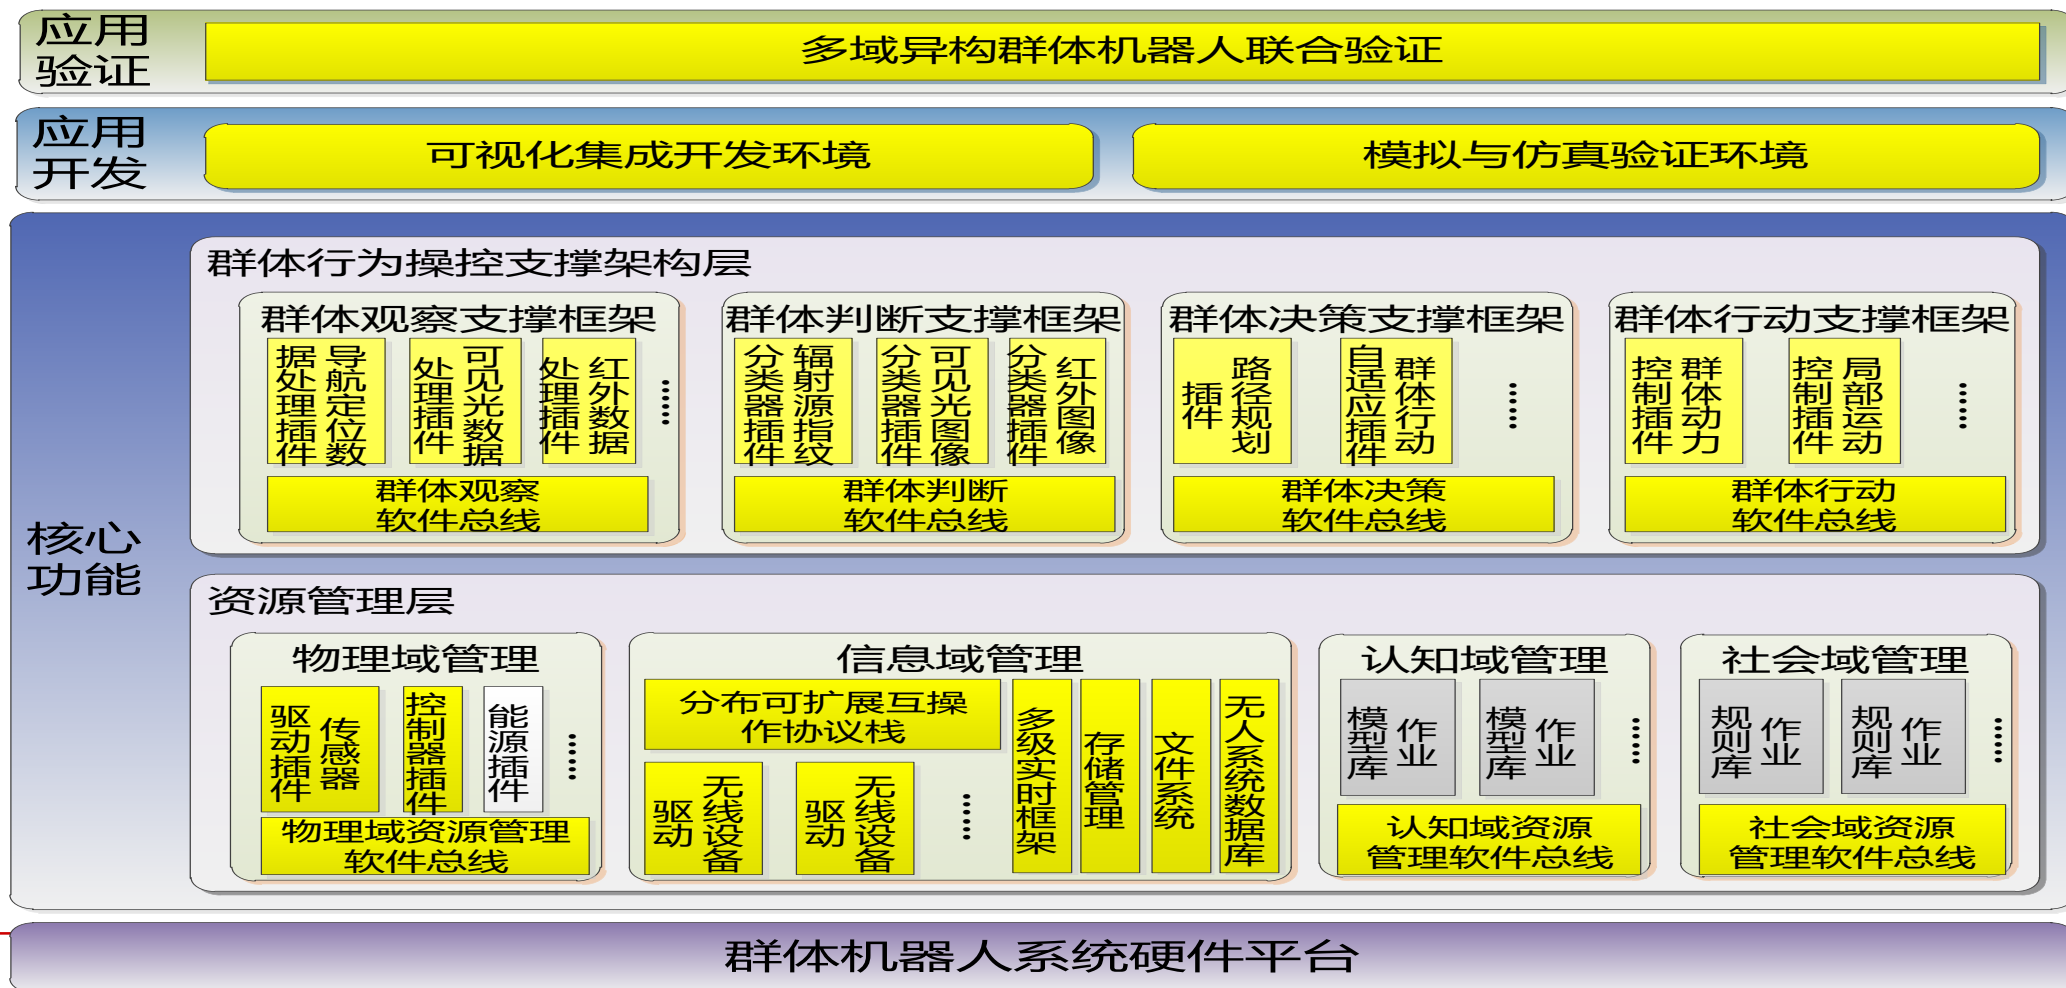 应用
验证
多域异构群体机器人联合验证
应用
开发
可视化集成开发环境
模拟与仿真验证环境
核心
功能
群体行为操控支撑架构层
群体观察支撑框架
导航定位数
据处理插件
可见光数据
处理插件
红外数据
处理插件
......
群体观察
软件总线
群体判断支撑框架
辐射源指纹
分类器插件
可见光图像
分类器插件
红外图像
分类器插件
群体判断
软件总线
群体决策支撑框架
路径规划
插件
群体行动
自适应插件
......
群体决策
软件总线
群体行动支撑框架
群体动力
控制插件
局部运动
控制插件
......
群体行动
软件总线
资源管理层
物理域管理
传感器
驱动插件
控制器插件
能源插件
......
物理域资源管理
软件总线
信息域管理
分布可扩展互操
作协议栈
无线设备
驱动
无线设备
驱动
......
多级实时框架
存储管理
文件系统
无人系统数据库
认知域管理
作业
模型库
作业
模型库
......
认知域资源
管理软件总线
社会域管理
作业
规则库
作业
规则库
......
社会域资源
管理软件总线
群体机器人系统硬件平台